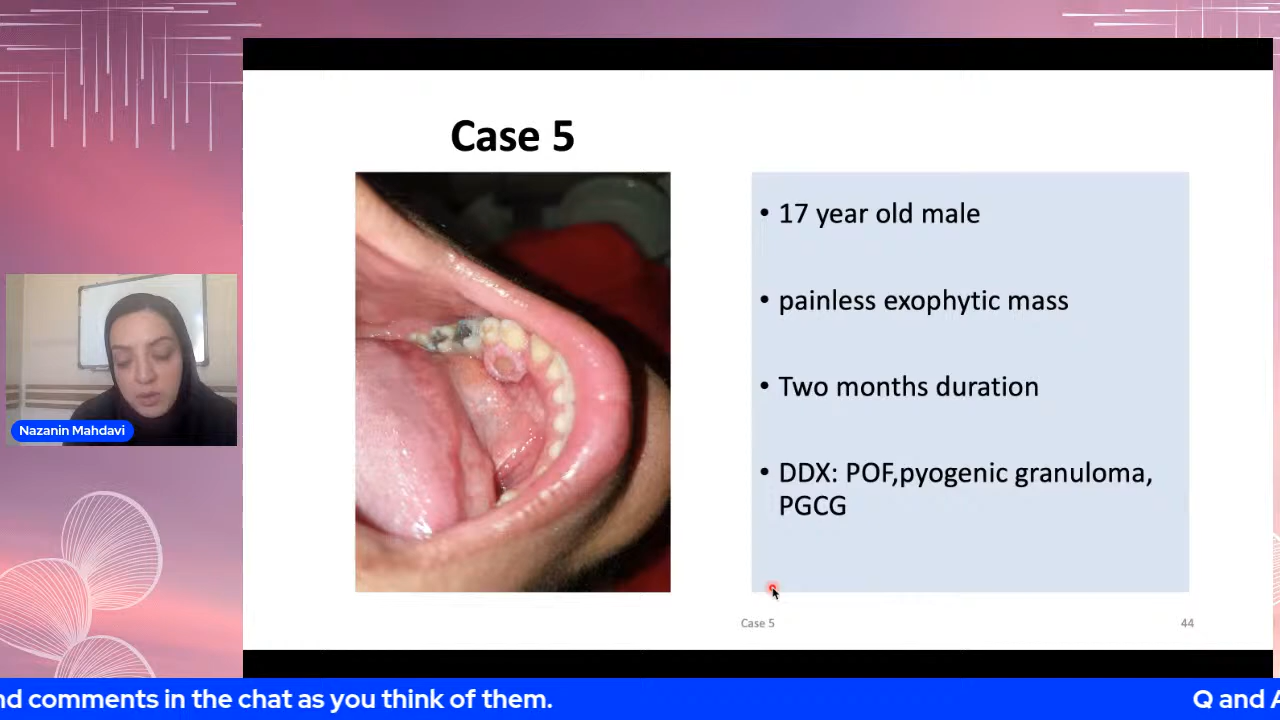 Case 5
• 17 year old male
• painless exophytic mass
• Two months duration
• DDX: POF,pyogenic granuloma,
PGCG
Nazanin Mahdavi
Case 5
44
nd comments in the chat as you think of them.
Q and A